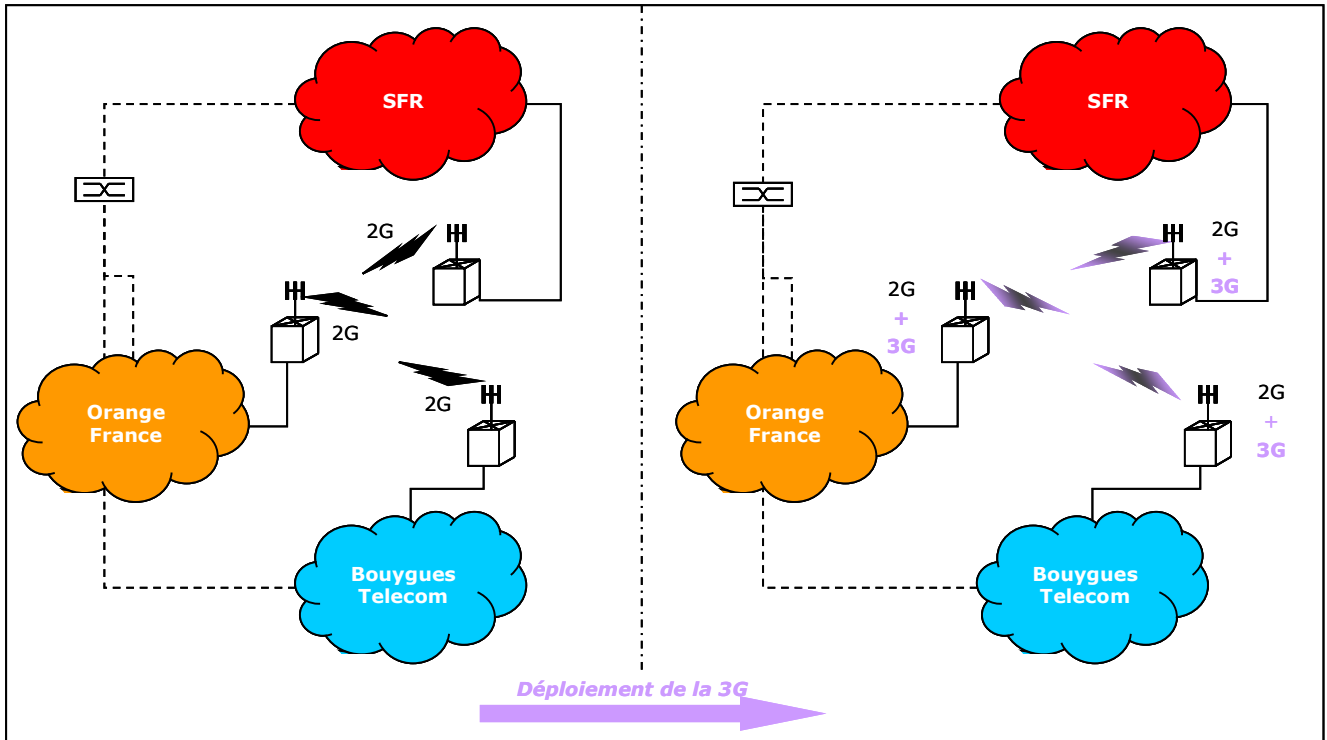 SFR
2G
2G
2G
Orange
France
Bouygues
Telecom
SFR
2G
+
3G
2G
+
3G
2G
+
3G
Orange
France
Bouygues
Telecom
Déploiement de la 3G